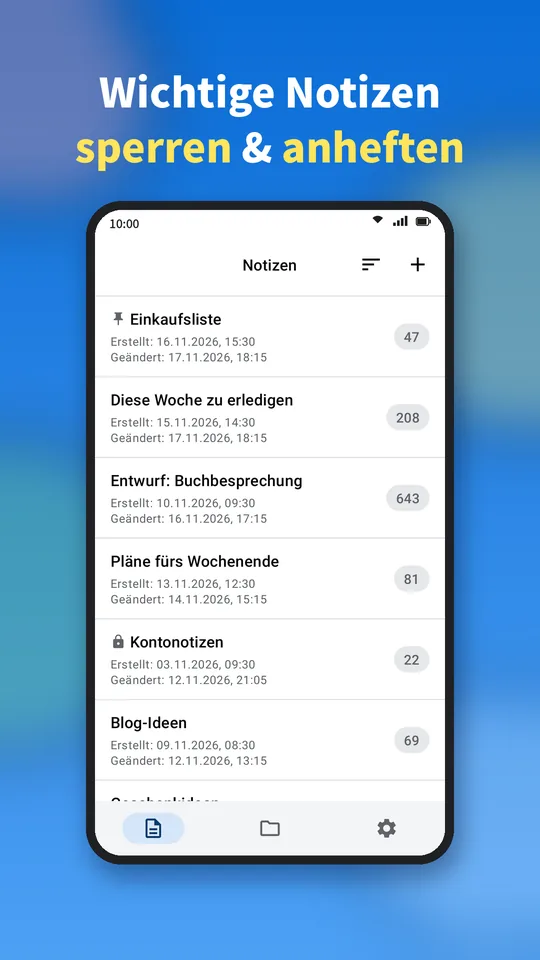 Wichtige Notizen
sperren & anheften
10:00
Notizen
Einkaufsliste
Erstellt: 16.11.2026, 15:30
Geändert: 17.11.2026, 18:15
47
Diese Woche zu erledigen
Erstellt: 15.11.2026, 14:30
Geändert: 17.11.2026, 18:15
208
Entwurf: Buchbesprechung
Erstellt: 10.11.2026, 09:30
Geändert: 16.11.2026, 17:15
643
Pläne fürs Wochenende
Erstellt: 13.11.2026, 12:30
Geändert: 14.11.2026, 15:15
81
Kontonotizen
Erstellt: 03.11.2026, 09:30
Geändert: 12.11.2026, 21:05
22
Blog-Ideen
Erstellt: 09.11.2026, 08:30
Geändert: 12.11.2026, 13:15
69